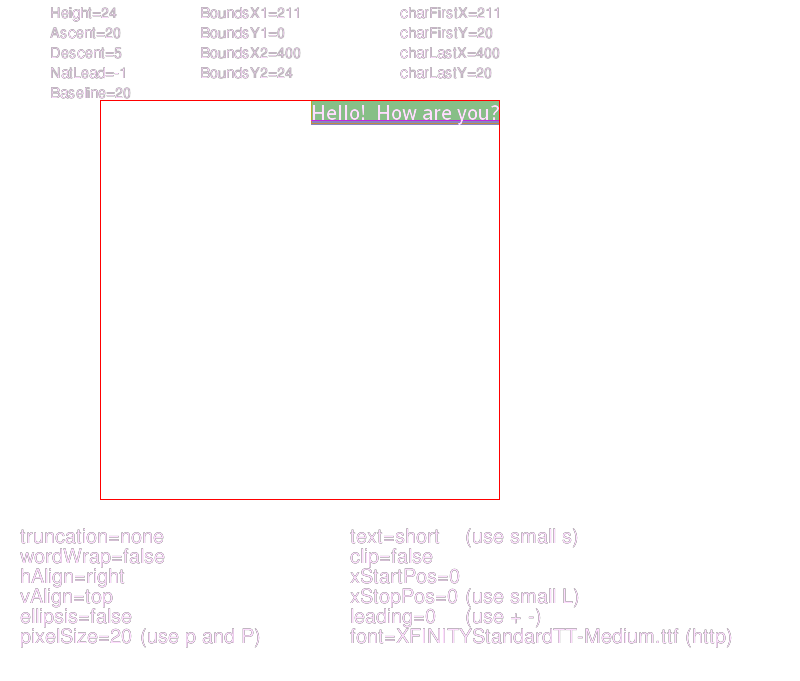 Height=24 BoundsX1=211 charFirstX=211
Ascent=20 BoundsY1=0 charFirstY=20
Descent=5 BoundsX2=400 charLastX=400
NatLead=-1 BoundsY2=24 charLastY=20
Baseline=20
Hello!  How are you?
truncation=none text=short (use small s)
wordWrap=false clip=false
hAlign=right xStartPos=0
vAlign=top xStopPos=0 (use small L)
ellipsis=false leading=0 (use + -)
pixelSize=20 (use p and P) font=XFINITYStandardTT-Medium.ttf (http)